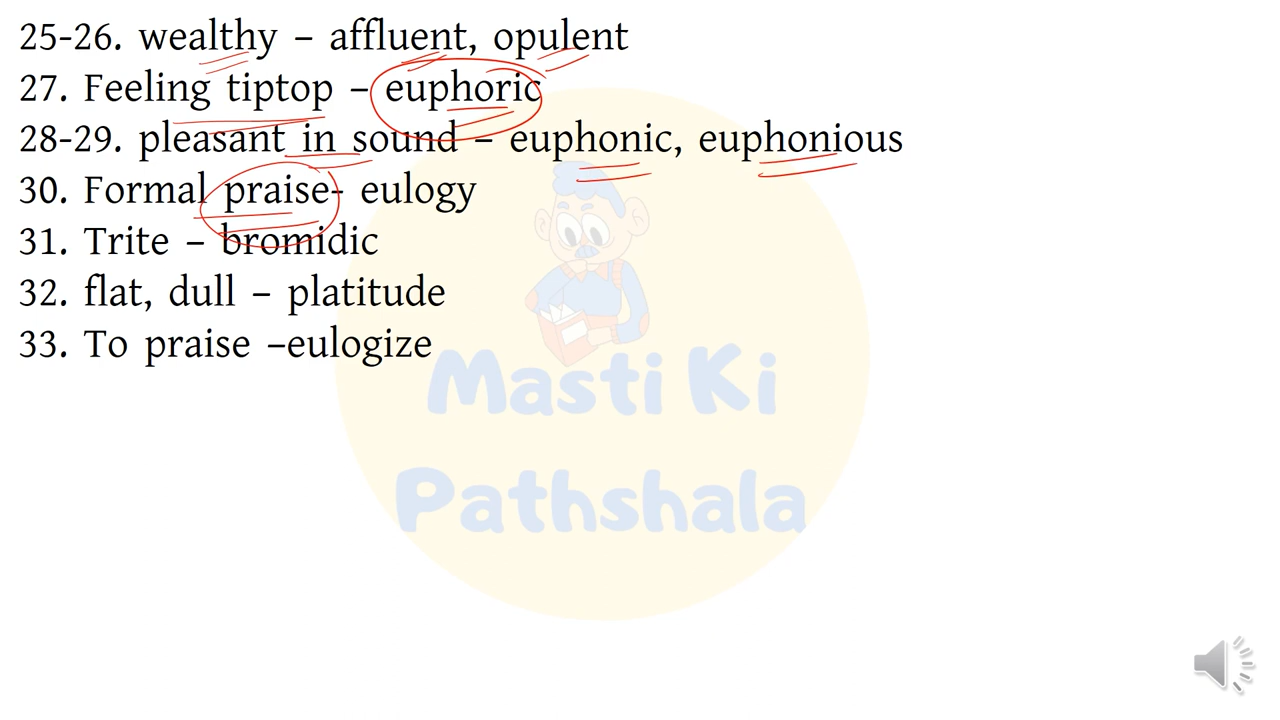 25-26. wealthy – affluent, opulent
27. Feeling tiptop – euphoric
28-29. pleasant in sound – euphonic, euphonious
30. Formal praise- eulogy
31. Trite – bromidic
32. flat, dull – platitude
33. To praise –eulogize
Masti Ki
Pathshala